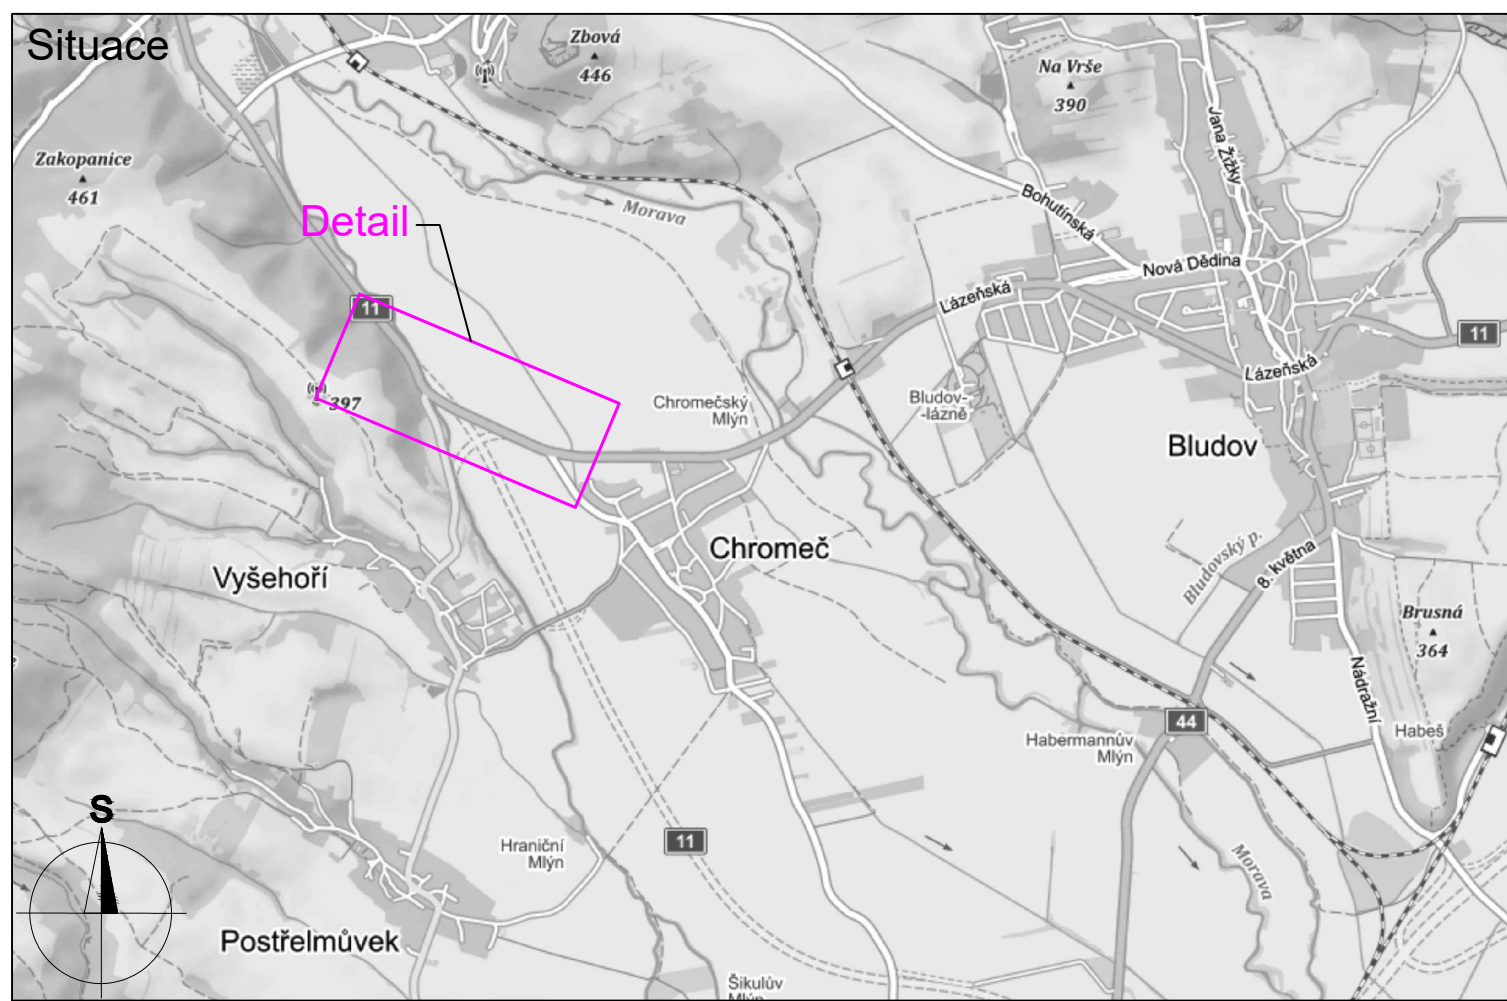 Situace
Zbová
446
Na Vrše
390
Jana Žižky
Zakopanice
461
Morava
Bohutínská
Detail
Nová Dědina
Lázeňská
11
11
Lázeňská
397
Chromečský
Mlýn
Bludov-
-lázně
Bludov
Chromeč
Vyšehoří
Bludovský p.
8. května
Brusná
364
Nádražní
44
Habeš
Habermannův
Mlýn
S
11
Hraniční
Mlýn
Morava
Postřelmůvek
Šikulův
Mlýn